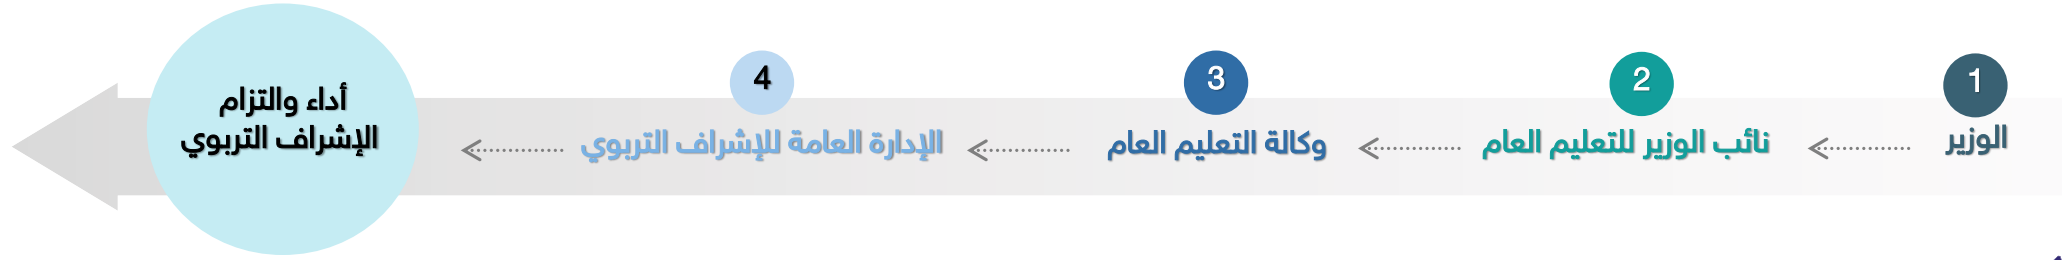 1
الوزير
2
نائب الوزير للتعليم العام
3
وكالة التعليم العام
4
الإدارة العامة للإشراف التربوي
أداء والتزام
الإشراف التربوي